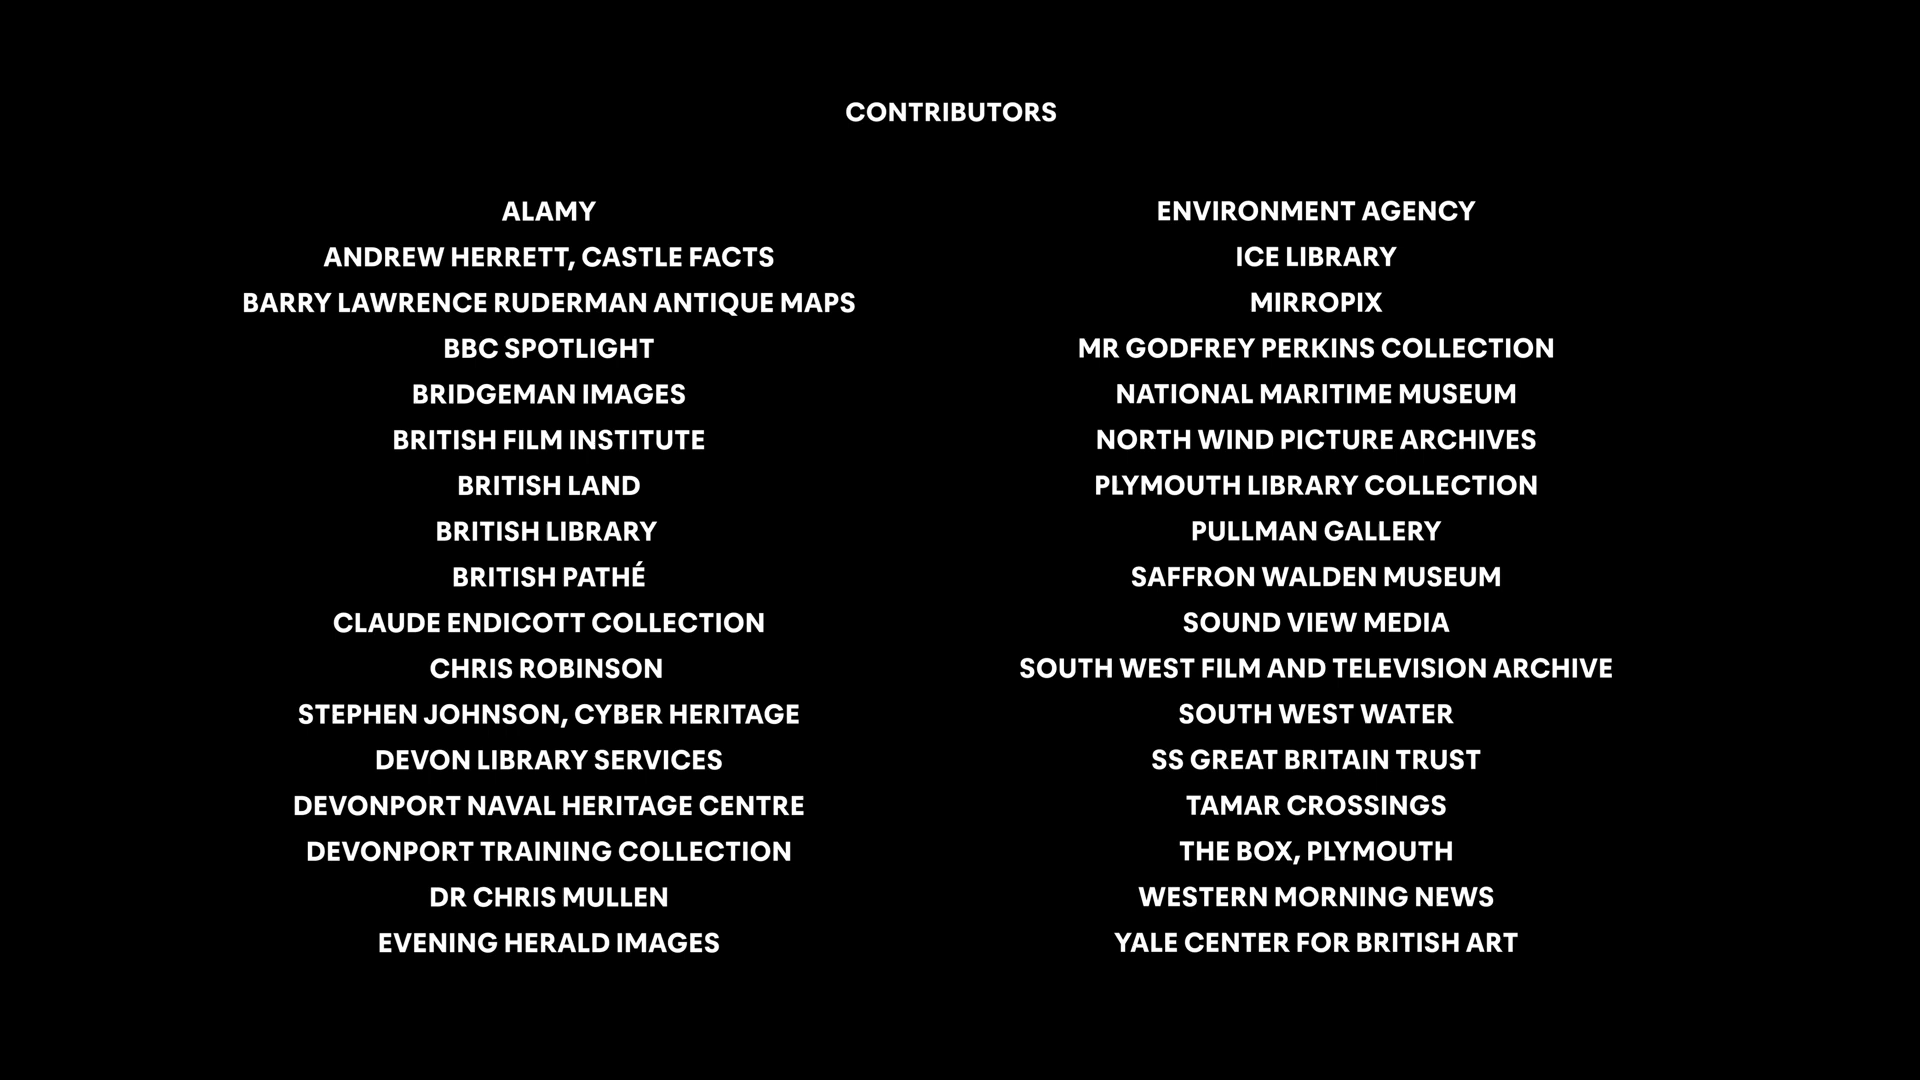 CONTRIBUTORS
ALAMY
ANDREW HERRETT, CASTLE FACTS
BARRY LAWRENCE RUDERMAN ANTIQUE MAPS
BBC SPOTLIGHT
BRIDGEMAN IMAGES
BRITISH FILM INSTITUTE
BRITISH LAND
BRITISH LIBRARY
BRITISH PATHÉ
CLAUDE ENDICOTT COLLECTION
CHRIS ROBINSON
STEPHEN JOHNSON, CYBER HERITAGE
DEVON LIBRARY SERVICES
DEVONPORT NAVAL HERITAGE CENTRE
DEVONPORT TRAINING COLLECTION
DR CHRIS MULLEN
EVENING HERALD IMAGES
ENVIRONMENT AGENCY
ICE LIBRARY
MIRROPIX
MR GODFREY PERKINS COLLECTION
NATIONAL MARITIME MUSEUM
NORTH WIND PICTURE ARCHIVES
PLYMOUTH LIBRARY COLLECTION
PULLMAN GALLERY
SAFFRON WALDEN MUSEUM
SOUND VIEW MEDIA
SOUTH WEST FILM AND TELEVISION ARCHIVE
SOUTH WEST WATER
SS GREAT BRITAIN TRUST
TAMAR CROSSINGS
THE BOX, PLYMOUTH
WESTERN MORNING NEWS
YALE CENTER FOR BRITISH ART